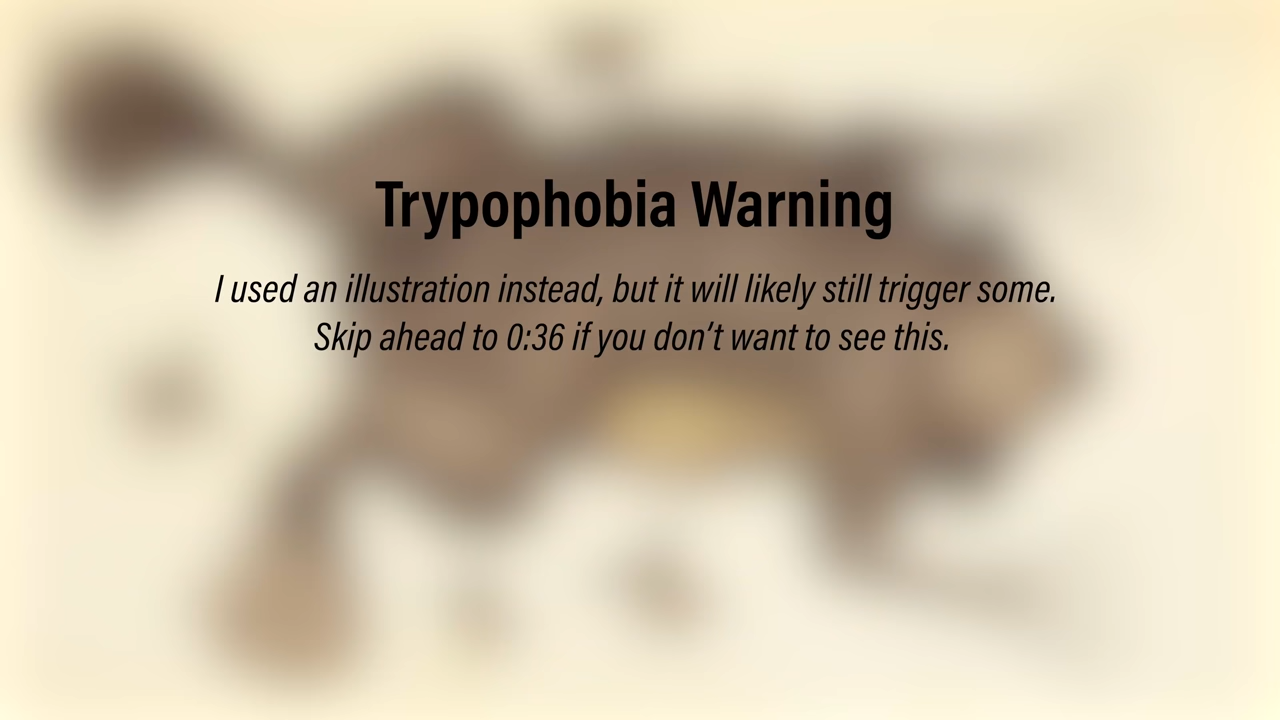 Trypophobia Warning
I used an illustration instead, but it will likely still trigger some.
Skip ahead to 0:36 if you don’t want to see this.